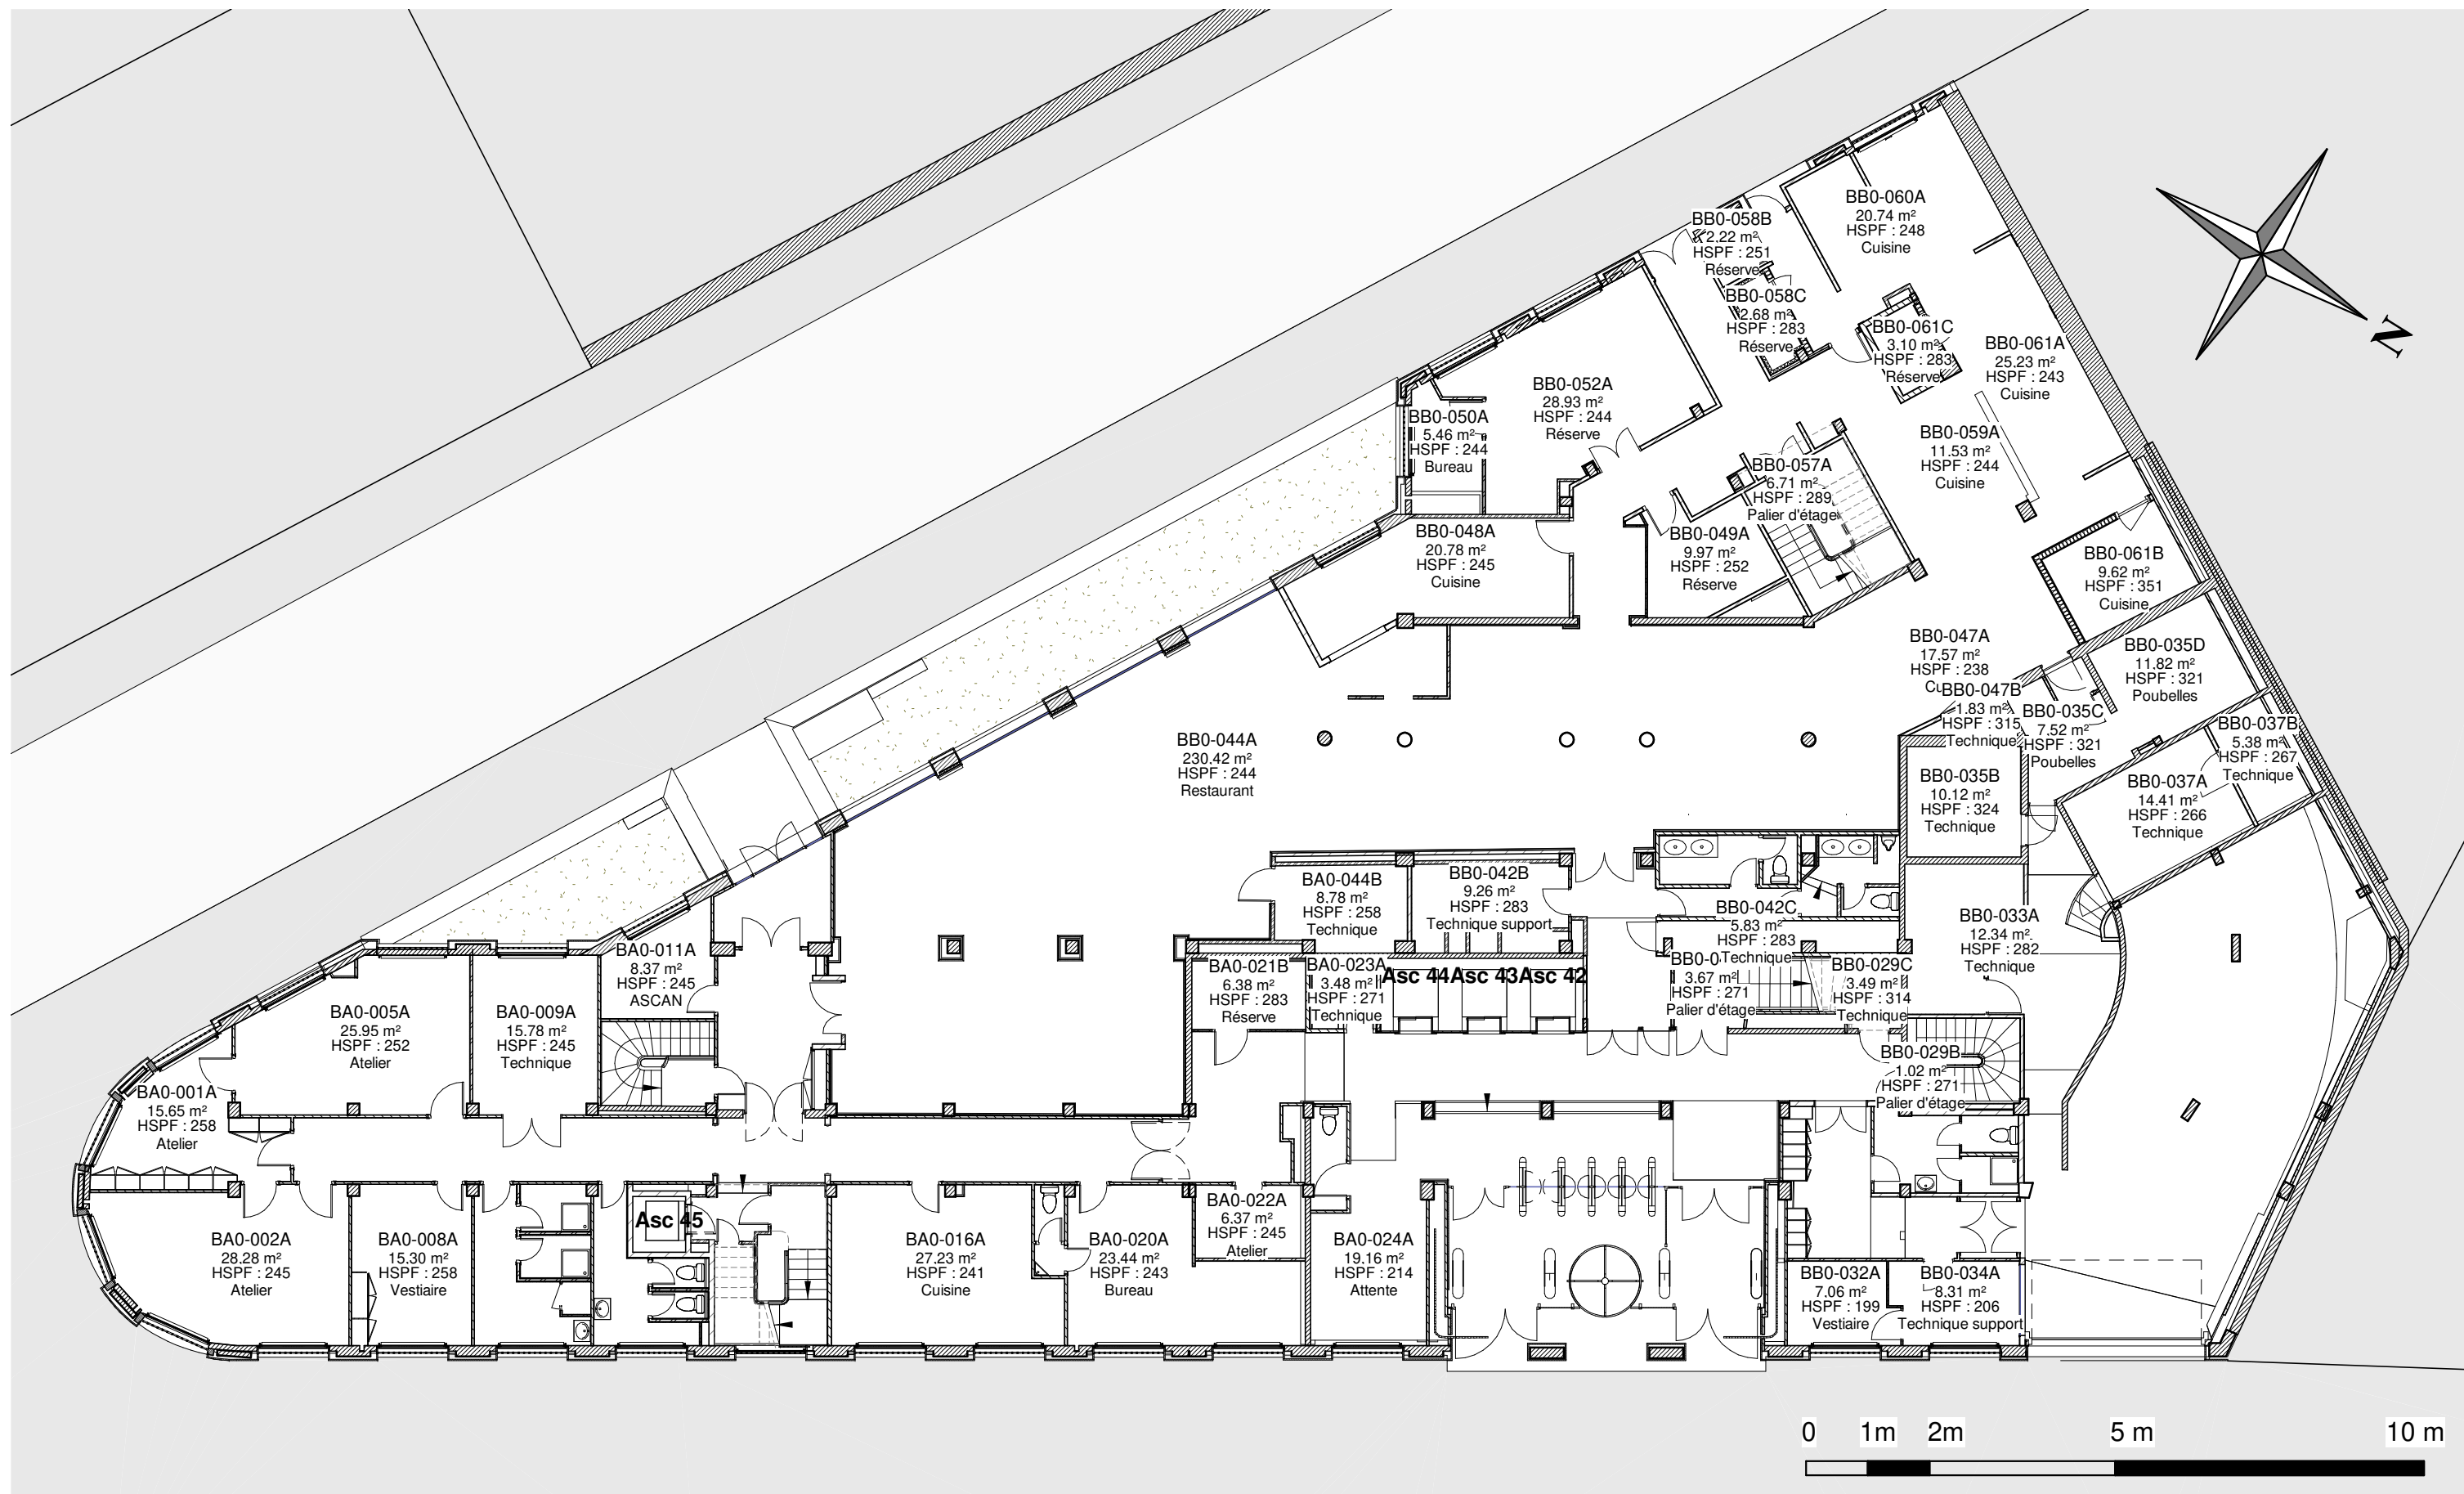 BB0-060A
20.74 m²
HSPF : 248
Cuisine
BB0-058B
2.22 m²
HSPF : 251
Réserve
BB0-058C
2.68 m²
HSPF : 283
Réserve
BB0-061C
3.10 m²
HSPF : 283
Réserve
BB0-061A
25.23 m²
HSPF : 243
Cuisine
N
BB0-052A
28.93 m²
HSPF : 244
Réserve
BB0-050A
5.46 m²
HSPF : 244
Bureau
BB0-059A
11.53 m²
HSPF : 244
Cuisine
BB0-057A
6.71 m²
HSPF : 289
Palier d'étage
BB0-048A
20.78 m²
HSPF : 245
Cuisine
BB0-049A
9.97 m²
HSPF : 252
Réserve
BB0-061B
9.62 m²
HSPF : 351
Cuisine
BB0-047A
17.57 m²
HSPF : 238
BB0-047B
1.83 m²
HSPF : 315
Technique
BB0-035D
11.82 m²
HSPF : 321
Poubelles
BB0-035C
7.52 m²
HSPF : 321
Poubelles
BB0-037B
5.38 m²
HSPF : 267
Technique
BB0-044A
230.42 m²
HSPF : 244
Restaurant
BB0-035B
10.12 m²
HSPF : 324
Technique
BB0-037A
14.41 m²
HSPF : 266
Technique
BA0-044B
8.78 m²
HSPF : 258
Technique
BB0-042B
9.26 m²
HSPF : 283
Technique support
BB0-042C
5.83 m²
HSPF : 283
Technique
BB0-033A
12.34 m²
HSPF : 282
Technique
BA0-011A
8.37 m²
HSPF : 245
ASCAN
BA0-021B
6.38 m²
HSPF : 283
Réserve
BA0-023A
3.48 m²
HSPF : 271
Technique
Asc 44
Asc 43
Asc 42
BB0-0
3.67 m²
HSPF : 271
Palier d'étage
BB0-029C
3.49 m²
HSPF : 314
Technique
BA0-005A
25.95 m²
HSPF : 252
Atelier
BA0-009A
15.78 m²
HSPF : 245
Technique
BB0-029B
1.02 m²
HSPF : 271
Palier d'étage
BA0-001A
15.65 m²
HSPF : 258
Atelier
BA0-002A
28.28 m²
HSPF : 245
Atelier
BA0-008A
15.30 m²
HSPF : 258
Vestiaire
Asc 45
BA0-016A
27.23 m²
HSPF : 241
Cuisine
BA0-020A
23.44 m²
HSPF : 243
Bureau
BA0-022A
6.37 m²
HSPF : 245
Atelier
BA0-024A
19.16 m²
HSPF : 214
Attente
BB0-032A
7.06 m²
HSPF : 199
Vestiaire
BB0-034A
8.31 m²
HSPF : 206
Technique support
0 1m 2m 5 m 10 m